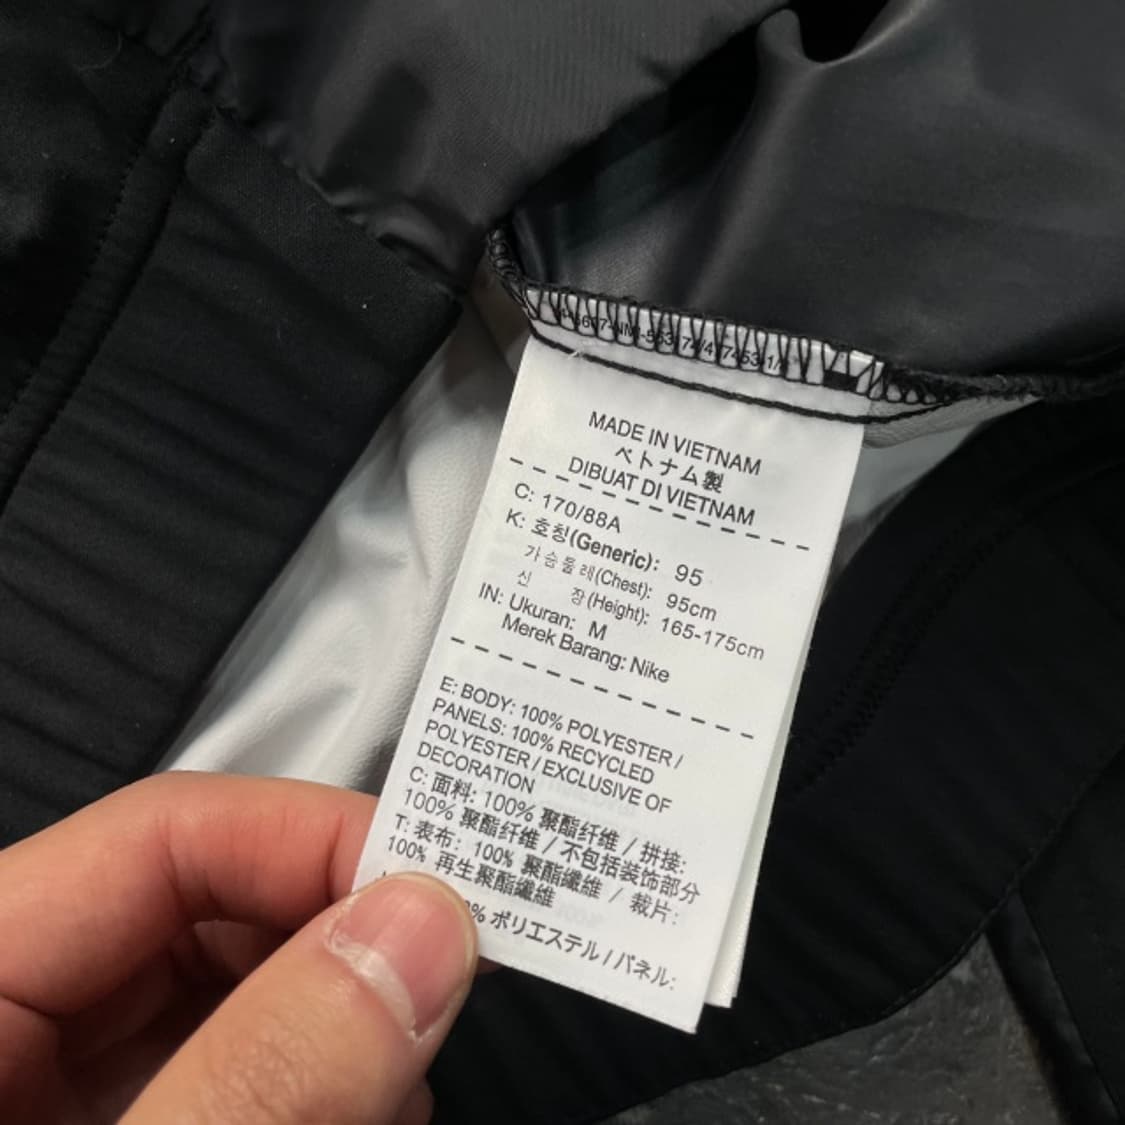 MADE IN VIETNAM
ベトナム製
DIBUAT DI VIETNAM
C: 170/88A
K: 호칭(Generic): 95
가슴둘레(Chest): 95cm
신 장(Height): 165-175cm
IN: Ukuran: M
Merek Barang: Nike
E: BODY: 100% POLYESTER /
PANELS: 100% RECYCLED
POLYESTER / EXCLUSIVE OF
DECORATION
C: 面料: 100% 聚酯纤维 / 拼接:
100% 聚酯纤维 / 不包括装饰部分
T: 表布: 100% 聚酯纖維 / 裁片:
100% 再生聚酯纖維
% ポリエステル / パネル: